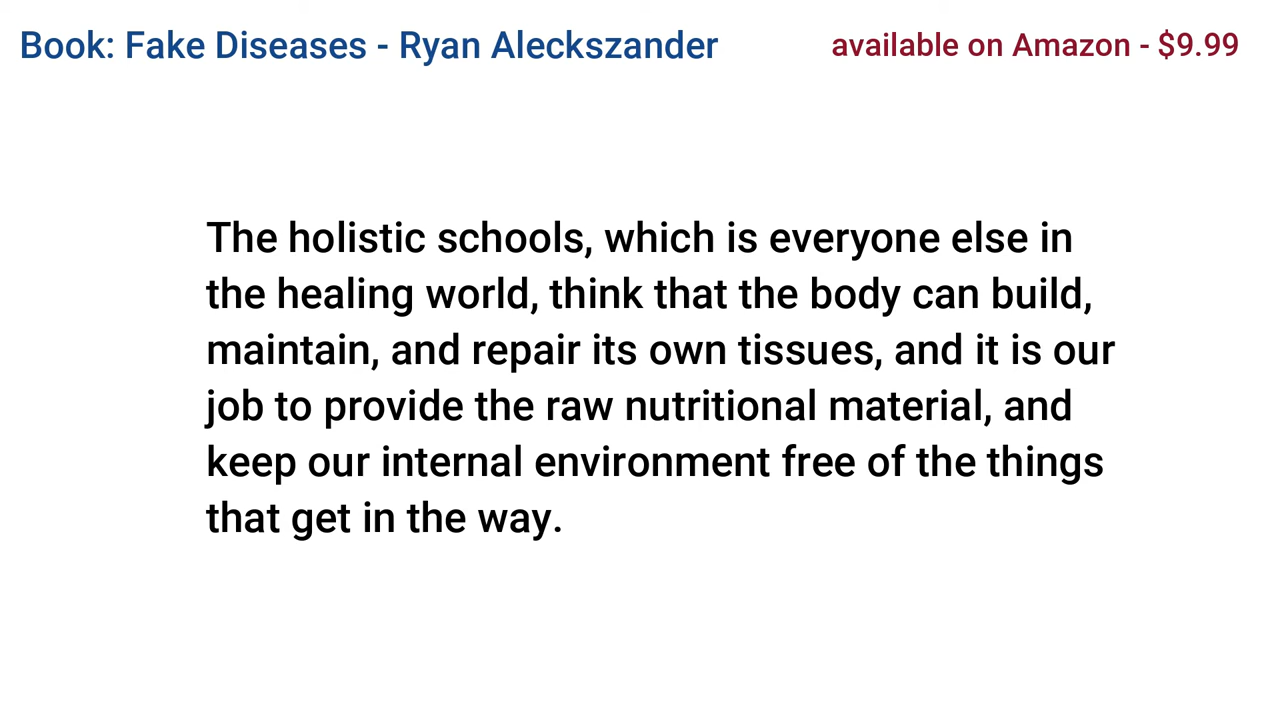 Book: Fake Diseases - Ryan Aleckszander
available on Amazon - $9.99
The holistic schools, which is everyone else in
the healing world, think that the body can build,
maintain, and repair its own tissues, and it is our
job to provide the raw nutritional material, and
keep our internal environment free of the things
that get in the way.